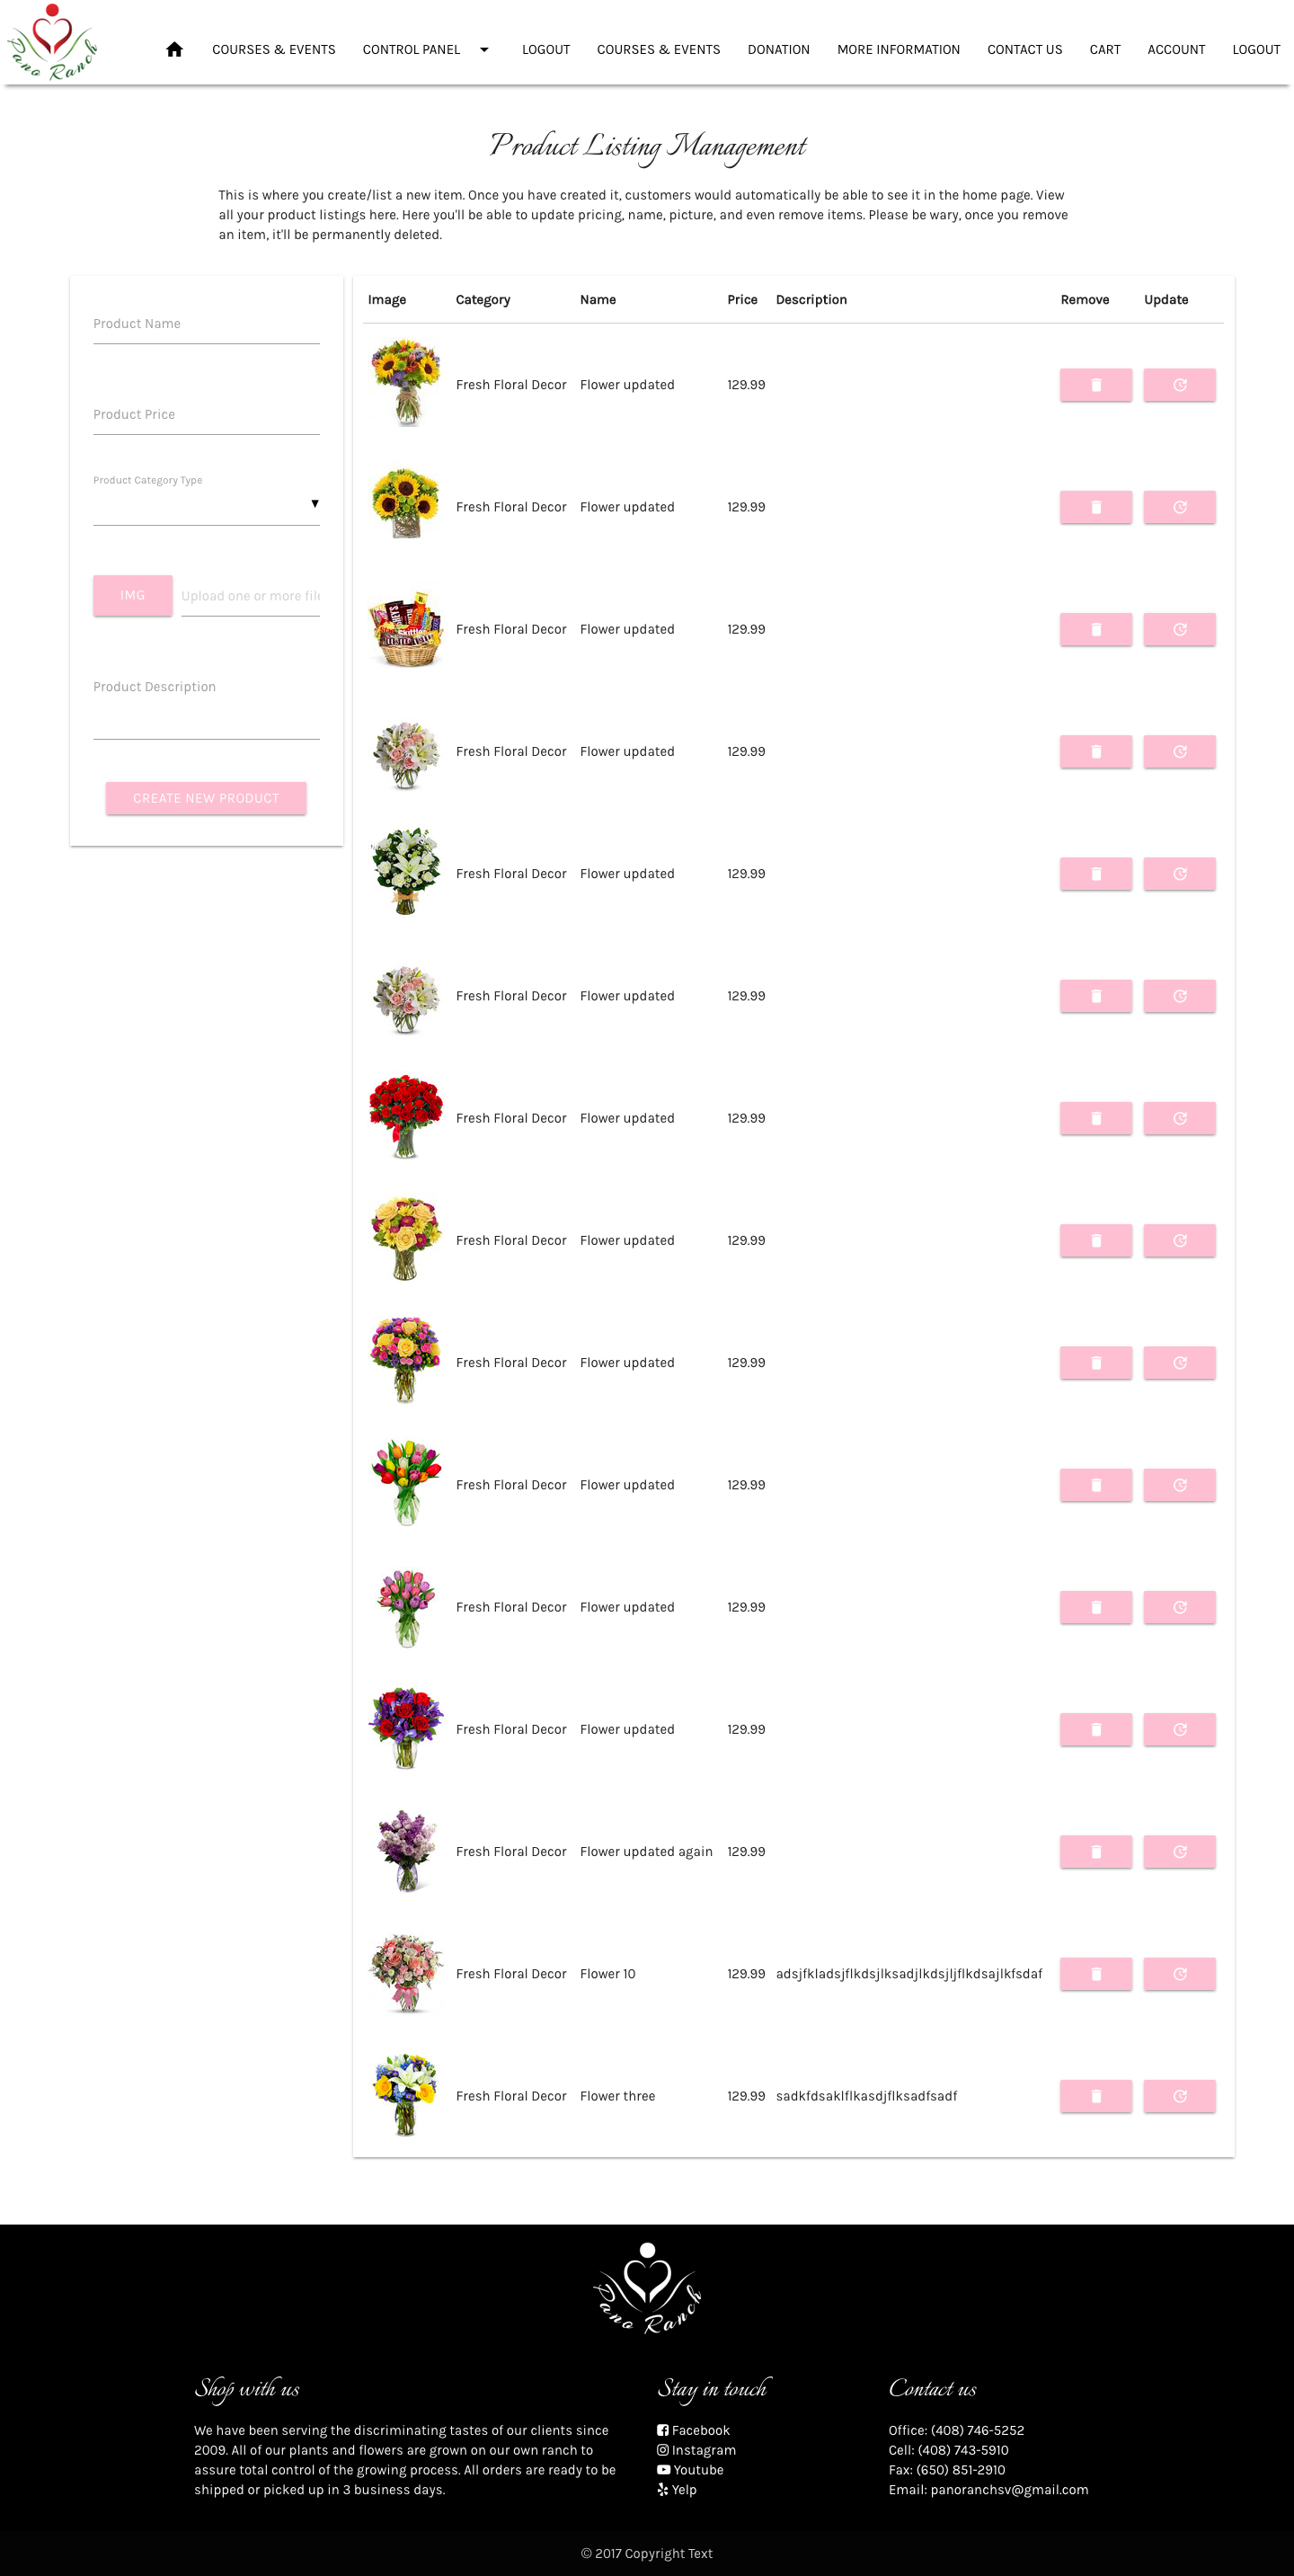 Pano Ranch
COURSES & EVENTS CONTROL PANEL LOGOUT COURSES & EVENTS DONATION MORE INFORMATION CONTACT US CART ACCOUNT LOGOUT
Product Listing Management
This is where you create/list a new item. Once you have created it, customers would automatically be able to see it in the home page. View
all your product listings here. Here you'll be able to update pricing, name, picture, and even remove items. Please be wary, once you remove
an item, it'll be permanently deleted.
Product Name
Product Price
Product Category Type
IMG Upload one or more file
Product Description
CREATE NEW PRODUCT
Image Category Name Price Description Remove Update
Fresh Floral Decor Flower updated 129.99
Fresh Floral Decor Flower updated 129.99
Fresh Floral Decor Flower updated 129.99
Fresh Floral Decor Flower updated 129.99
Fresh Floral Decor Flower updated 129.99
Fresh Floral Decor Flower updated 129.99
Fresh Floral Decor Flower updated 129.99
Fresh Floral Decor Flower updated 129.99
Fresh Floral Decor Flower updated 129.99
Fresh Floral Decor Flower updated 129.99
Fresh Floral Decor Flower updated 129.99
Fresh Floral Decor Flower updated 129.99
Fresh Floral Decor Flower updated again 129.99
Fresh Floral Decor Flower 10 129.99 adsjfkladsjflkdsjlksadjlkdsjljflkdsajlkfsdaf
Fresh Floral Decor Flower three 129.99 sadkfdsaklflkasdjflksadfsadf
Pano Ranch
Shop with us
We have been serving the discriminating tastes of our clients since
2009. All of our plants and flowers are grown on our own ranch to
assure total control of the growing process. All orders are ready to be
shipped or picked up in 3 business days.
Stay in touch
Facebook
Instagram
Youtube
Yelp
Contact us
Office: (408) 746-5252
Cell: (408) 743-5910
Fax: (650) 851-2910
Email: panoranchsv@gmail.com
© 2017 Copyright Text